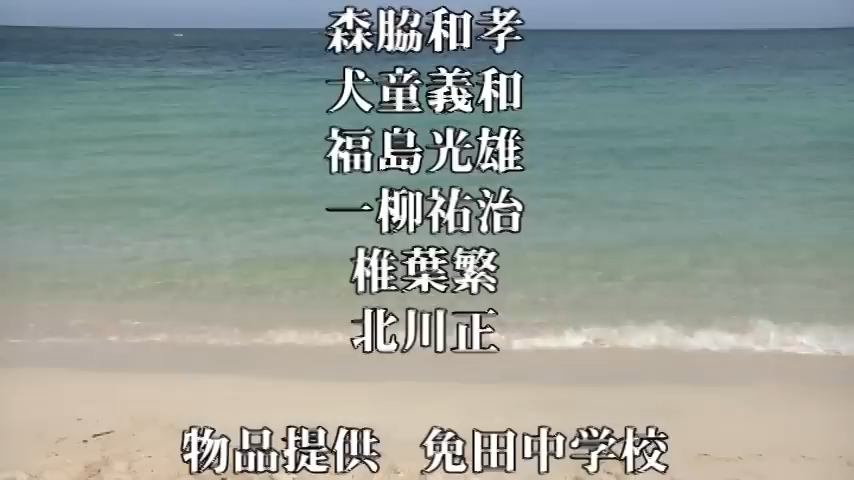 森脇和孝
犬童義和
福島光雄
一柳祐治
椎葉繁
北川正
物品提供　免田中学校